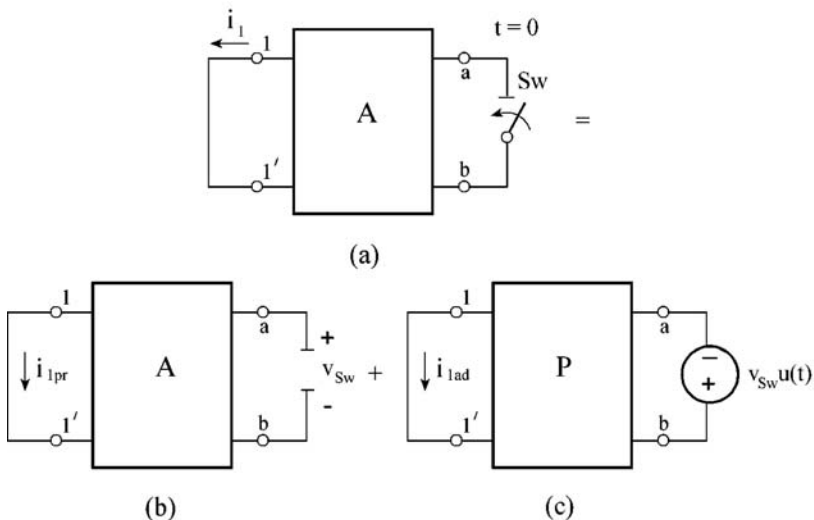 i₁ 1 t = 0
a
Sw
A =
1′ b
(a)
1 a 1 a
+ −
i₁pr A vSw + i₁ad P vSwu(t)
- +
1′ b 1′ b
(b) (c)